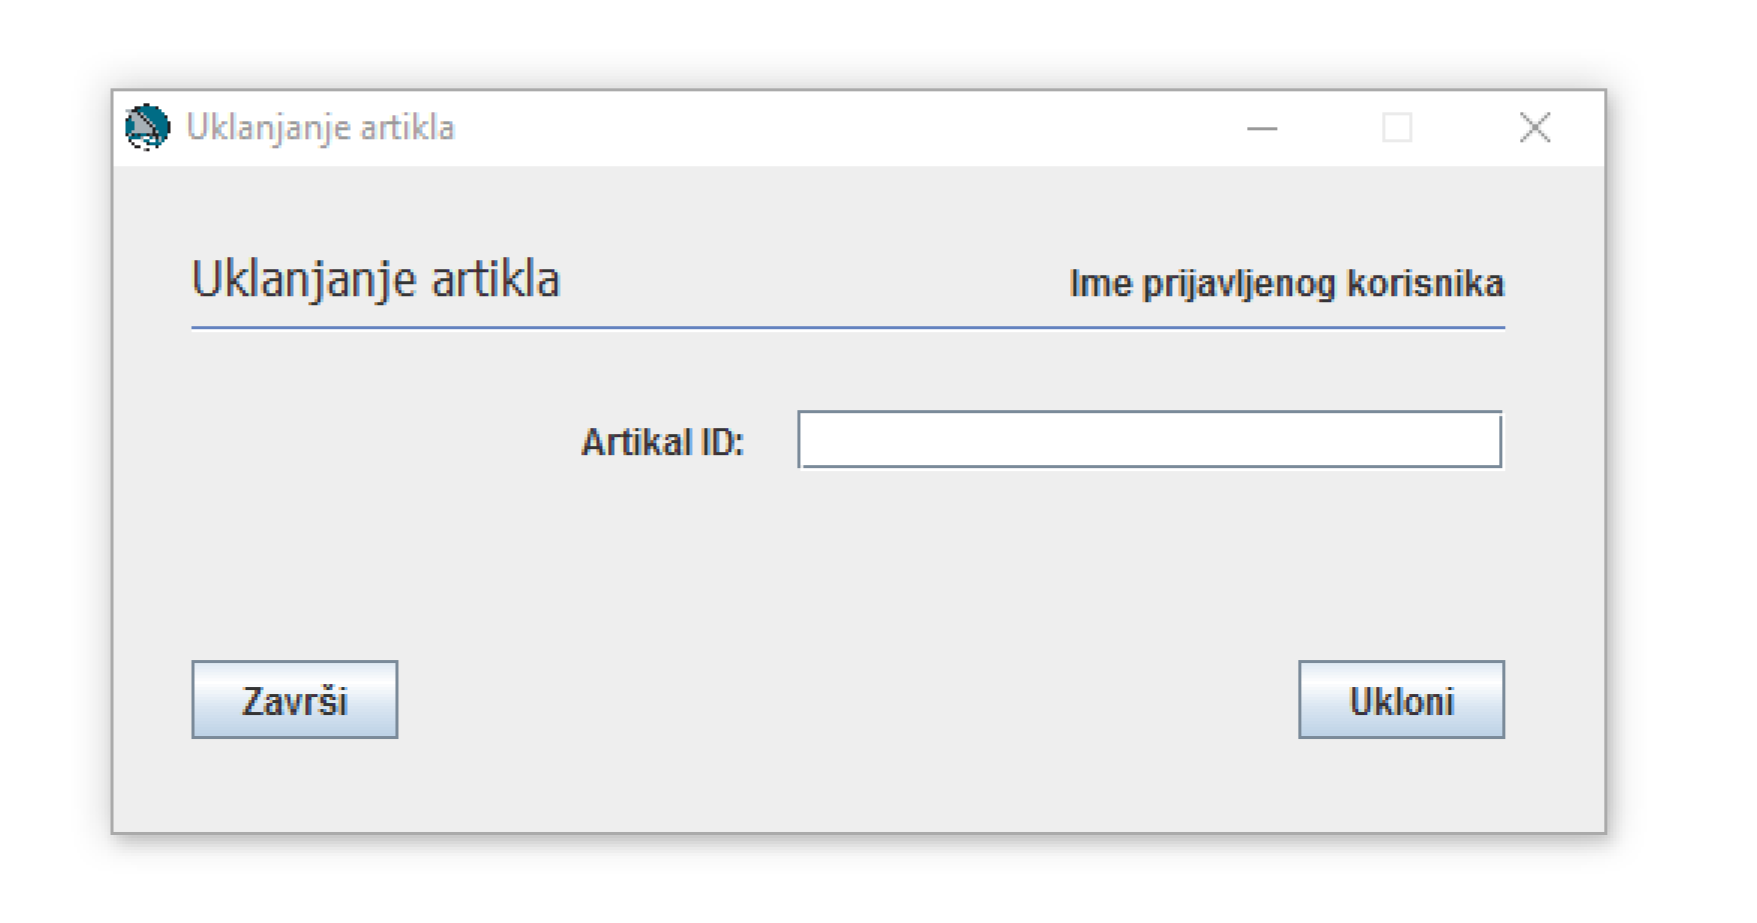 Uklanjanje artikla
Uklanjanje artikla
Ime prijavljenog korisnika
Artikal ID:
Završi
Ukloni